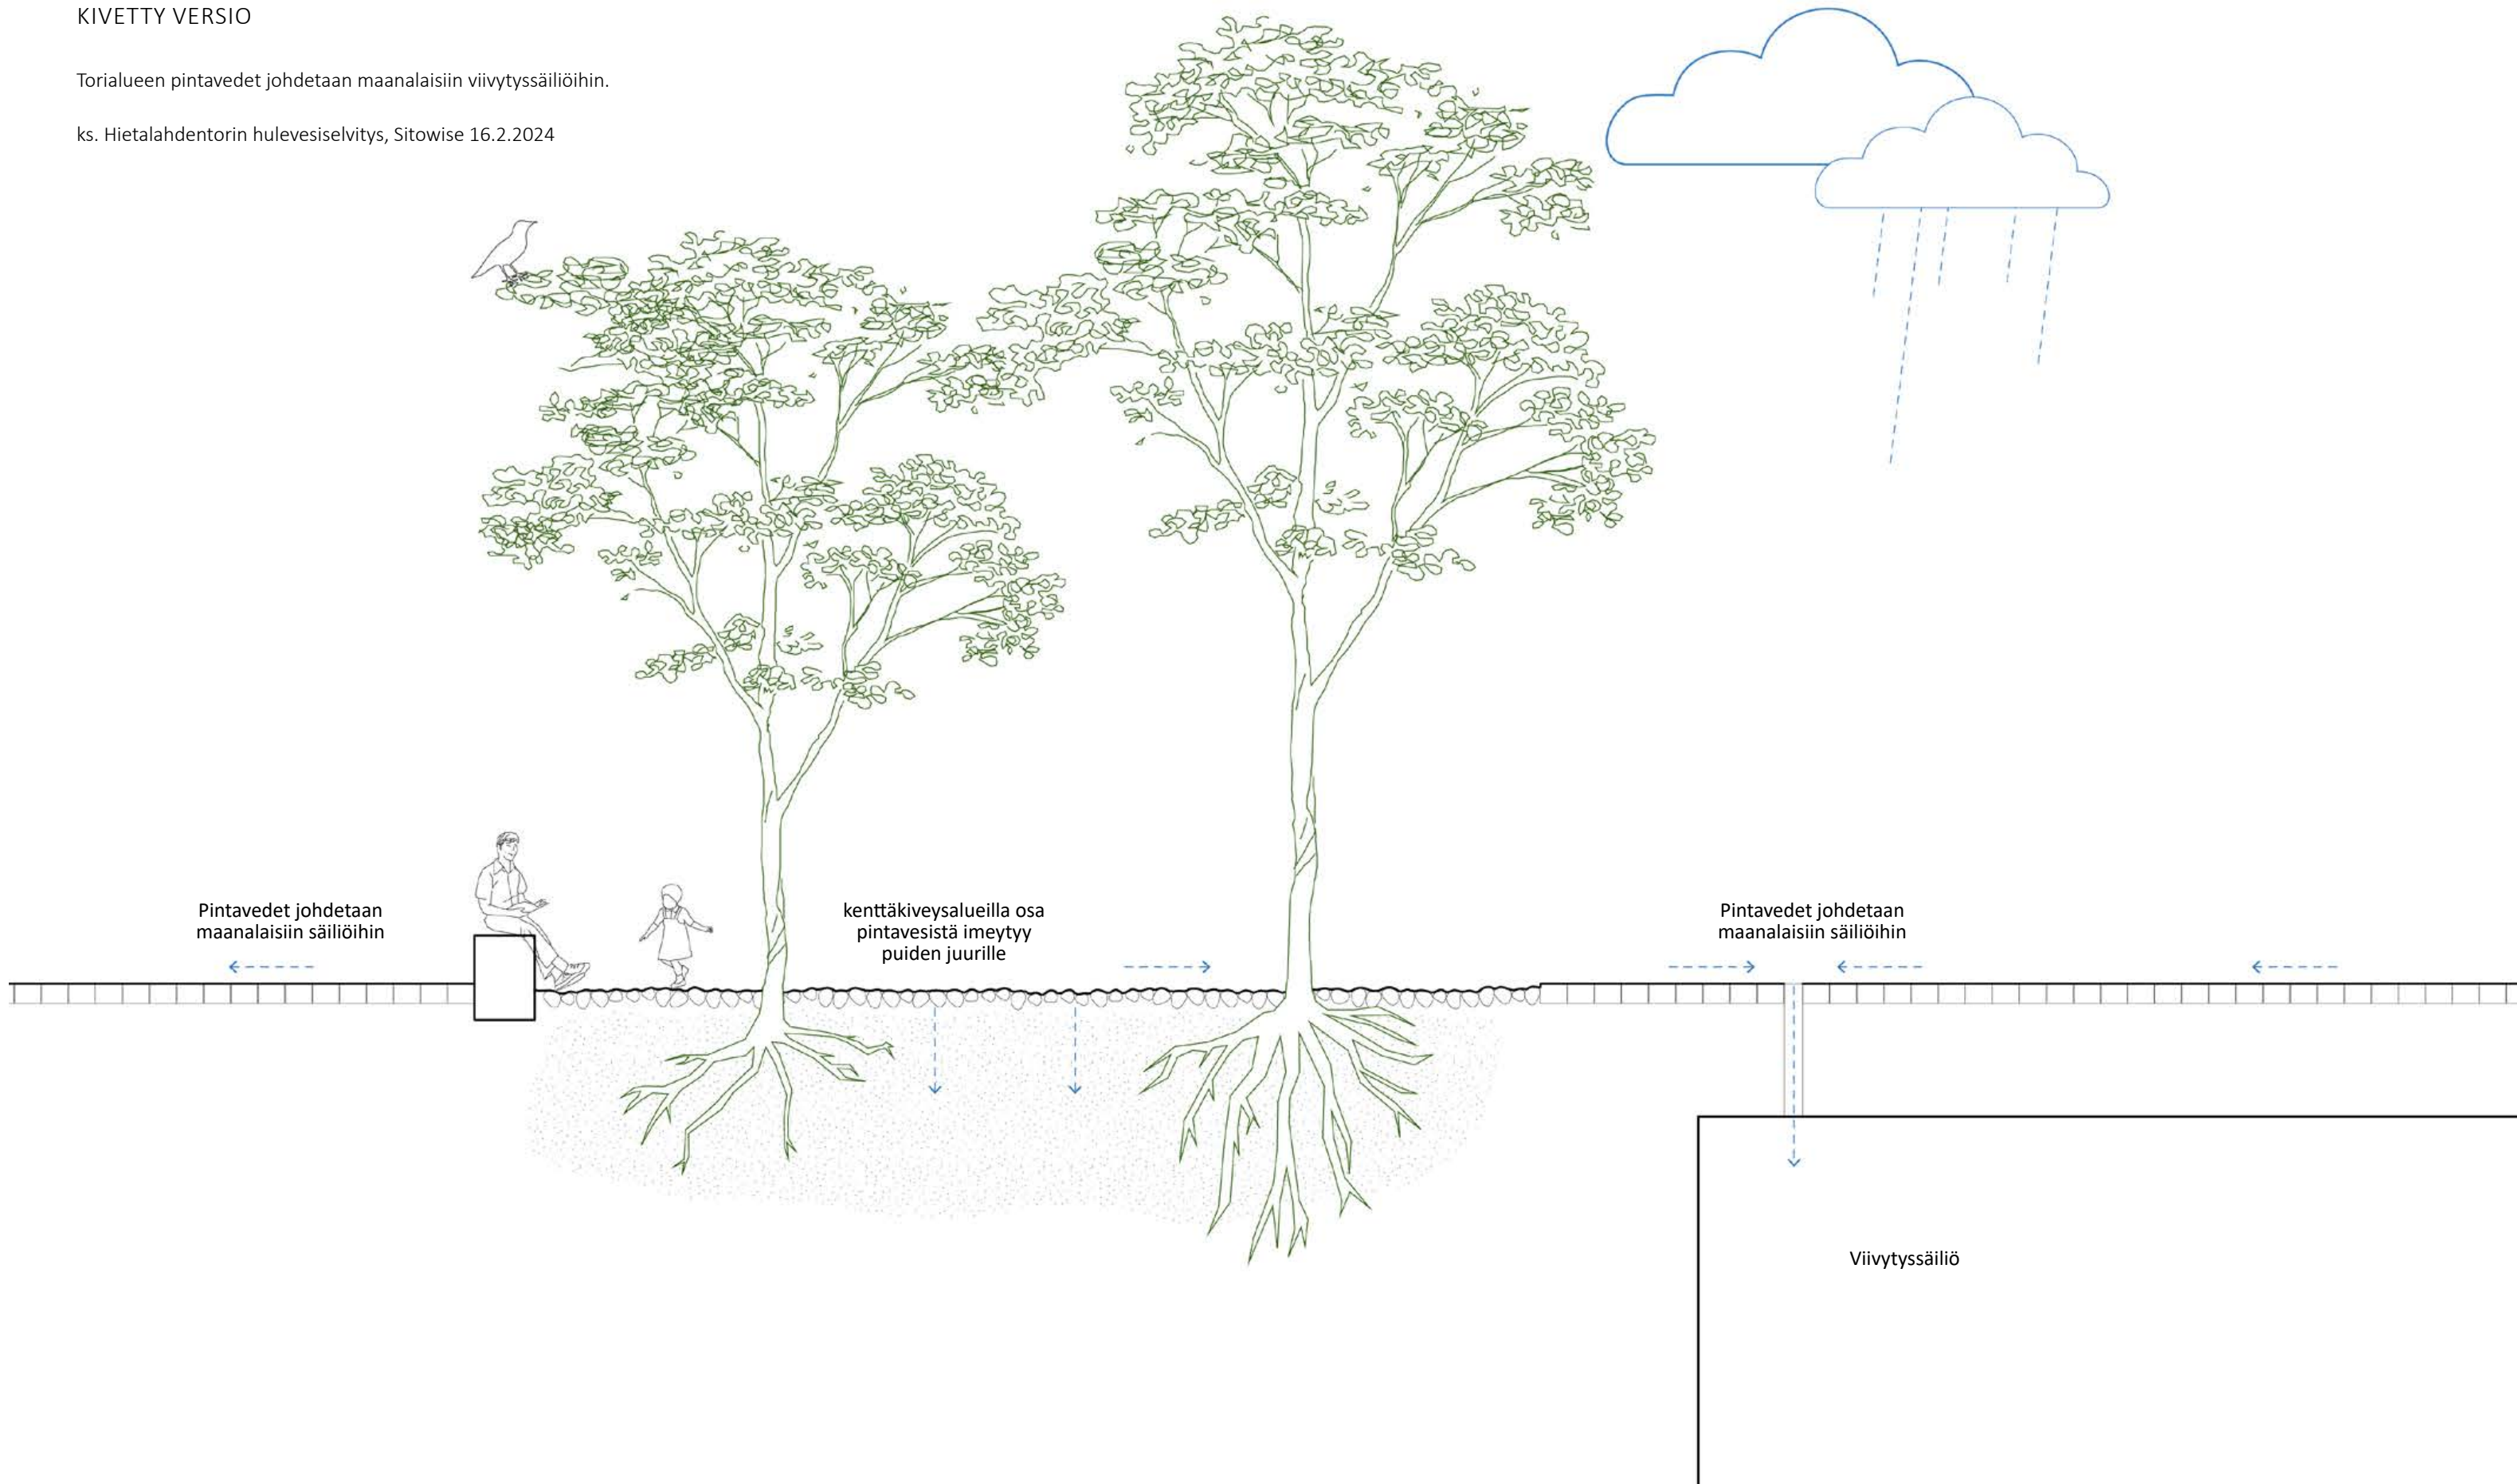 KIVETTY VERSIO
Torialueen pintavedet johdetaan maanalaisiin viivytyssäiliöihin.
ks. Hietalahdentorin hulevesiselvitys, Sitowise 16.2.2024
Pintavedet johdetaan
maanalaisiin säiliöihin
kenttäkiveysalueilla osa
pintavesistä imeytyy
puiden juurille
Pintavedet johdetaan
maanalaisiin säiliöihin
Viivytyssäiliö